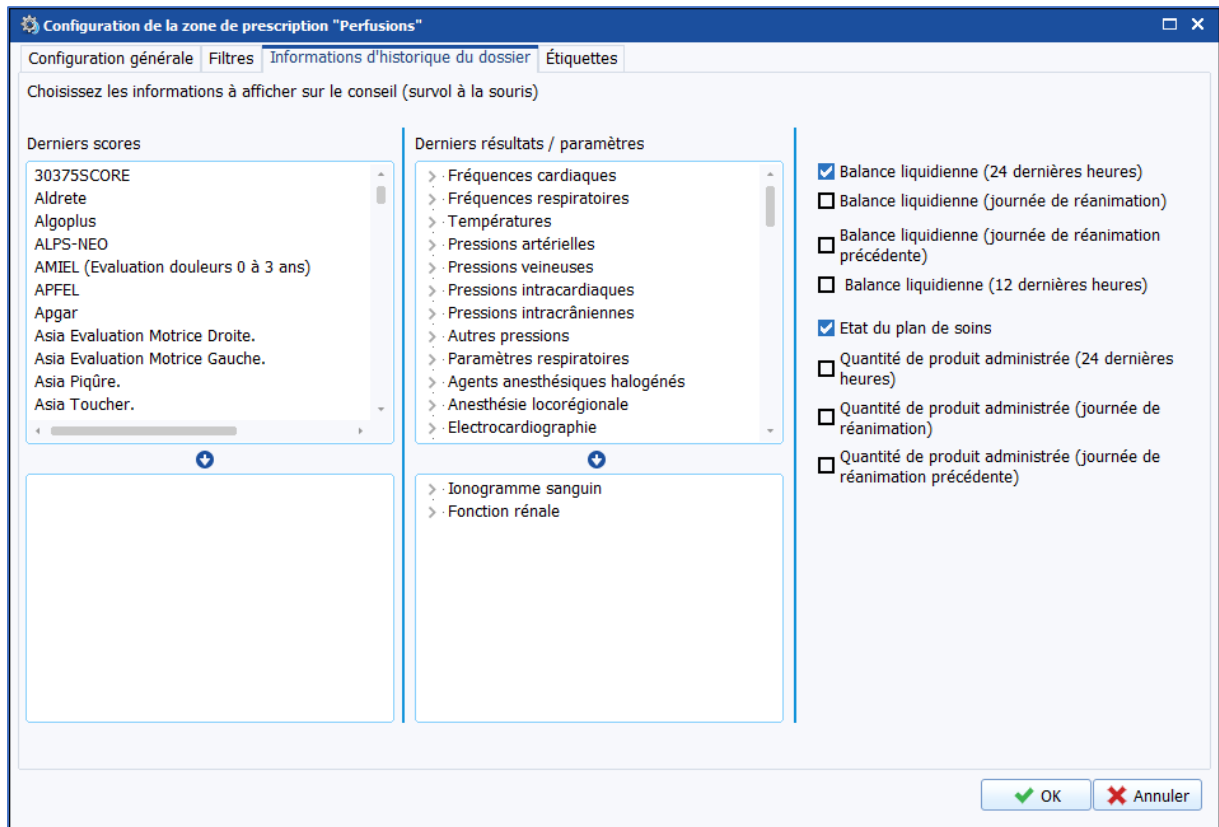 Configuration de la zone de prescription "Perfusions"
Configuration générale
Filtres
Informations d'historique du dossier
Étiquettes
Choisissez les informations à afficher sur le conseil (survol à la souris)
Derniers scores
30375SCORE
Aldrete
Algoplus
ALPS-NEO
AMIEL (Evaluation douleurs 0 à 3 ans)
APFEL
Apgar
Asia Evaluation Motrice Droite.
Asia Evaluation Motrice Gauche.
Asia Piqûre.
Asia Toucher.
Derniers résultats / paramètres
Fréquences cardiaques
Fréquences respiratoires
Températures
Pressions artérielles
Pressions veineuses
Pressions intracardiaques
Pressions intracrâniennes
Autres pressions
Paramètres respiratoires
Agents anesthésiques halogénés
Anesthésie locorégionale
Electrocardiographie
Ionogramme sanguin
Fonction rénale
Balance liquidienne (24 dernières heures)
Balance liquidienne (journée de réanimation)
Balance liquidienne (journée de réanimation
précédente)
Balance liquidienne (12 dernières heures)
Etat du plan de soins
Quantité de produit administrée (24 dernières
heures)
Quantité de produit administrée (journée de
réanimation)
Quantité de produit administrée (journée de
réanimation précédente)
OK
Annuler